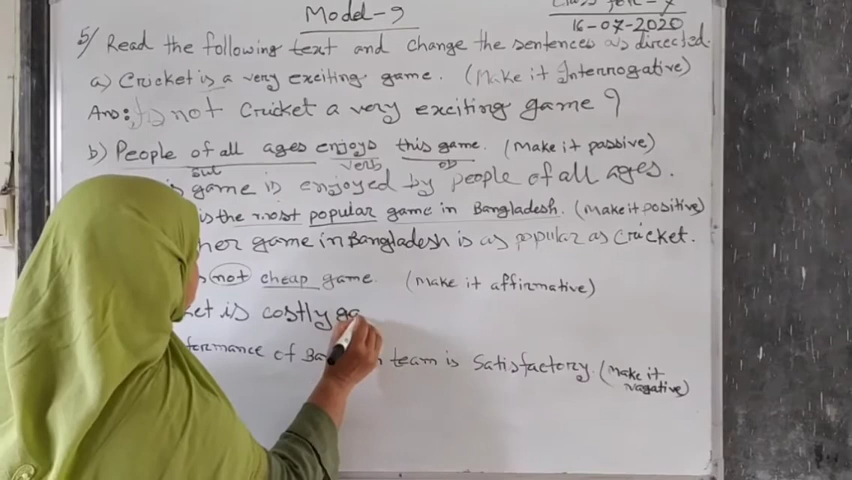 Model-9
16-07-2020
5/ Read the following text and change the sentences as directed.
a) Cricket is a very exciting game. (Make it Interrogative)
Ans: Is not Cricket a very exciting game ?
b) People of all ages enjoys this game. (Make it passive)
sub verb ob
game is enjoyed by people of all ages.
is the most popular game in Bangladesh. (Make it positive)
game in Bangladesh is as popular as Cricket.
not cheap game. (Make it affirmative)
is costly ga
of team is Satisfactory. (Make it
nagative)